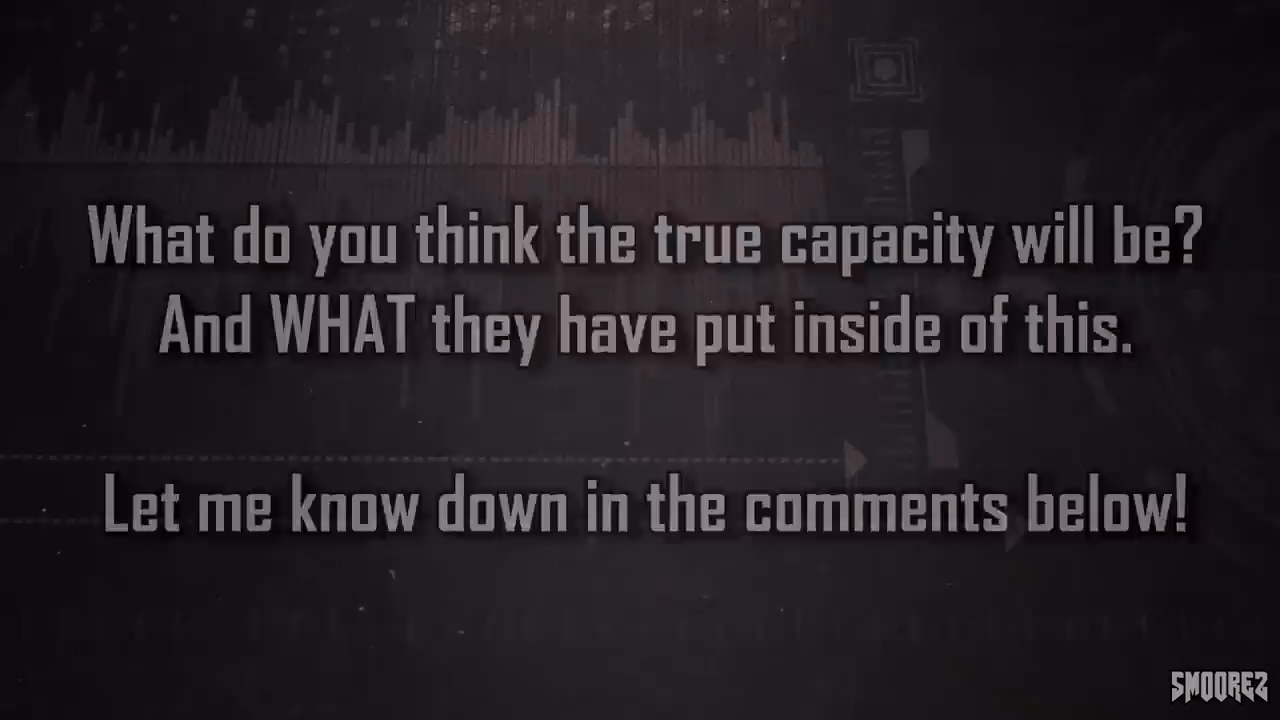 What do you think the true capacity will be?
And WHAT they have put inside of this.
Let me know down in the comments below!
SMOOREZ